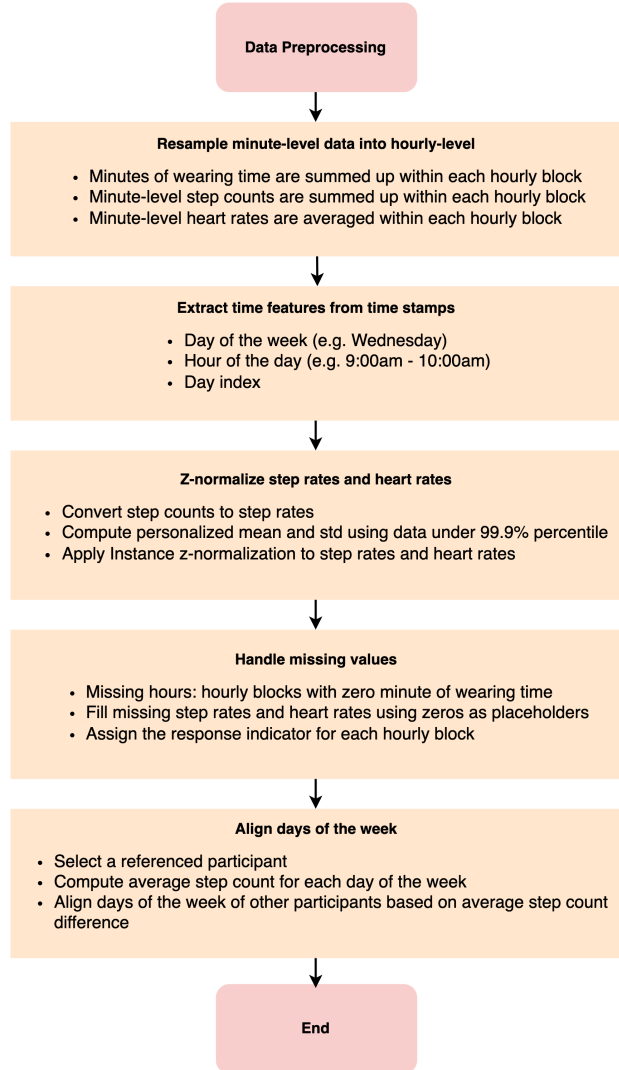 Data Preprocessing
Resample minute-level data into hourly-level
• Minutes of wearing time are summed up within each hourly block
• Minute-level step counts are summed up within each hourly block
• Minute-level heart rates are averaged within each hourly block
Extract time features from time stamps
• Day of the week (e.g. Wednesday)
• Hour of the day (e.g. 9:00am - 10:00am)
• Day index
Z-normalize step rates and heart rates
• Convert step counts to step rates
• Compute personalized mean and std using data under 99.9% percentile
• Apply Instance z-normalization to step rates and heart rates
Handle missing values
• Missing hours: hourly blocks with zero minute of wearing time
• Fill missing step rates and heart rates using zeros as placeholders
• Assign the response indicator for each hourly block
Align days of the week
• Select a referenced participant
• Compute average step count for each day of the week
• Align days of the week of other participants based on average step count
difference
End